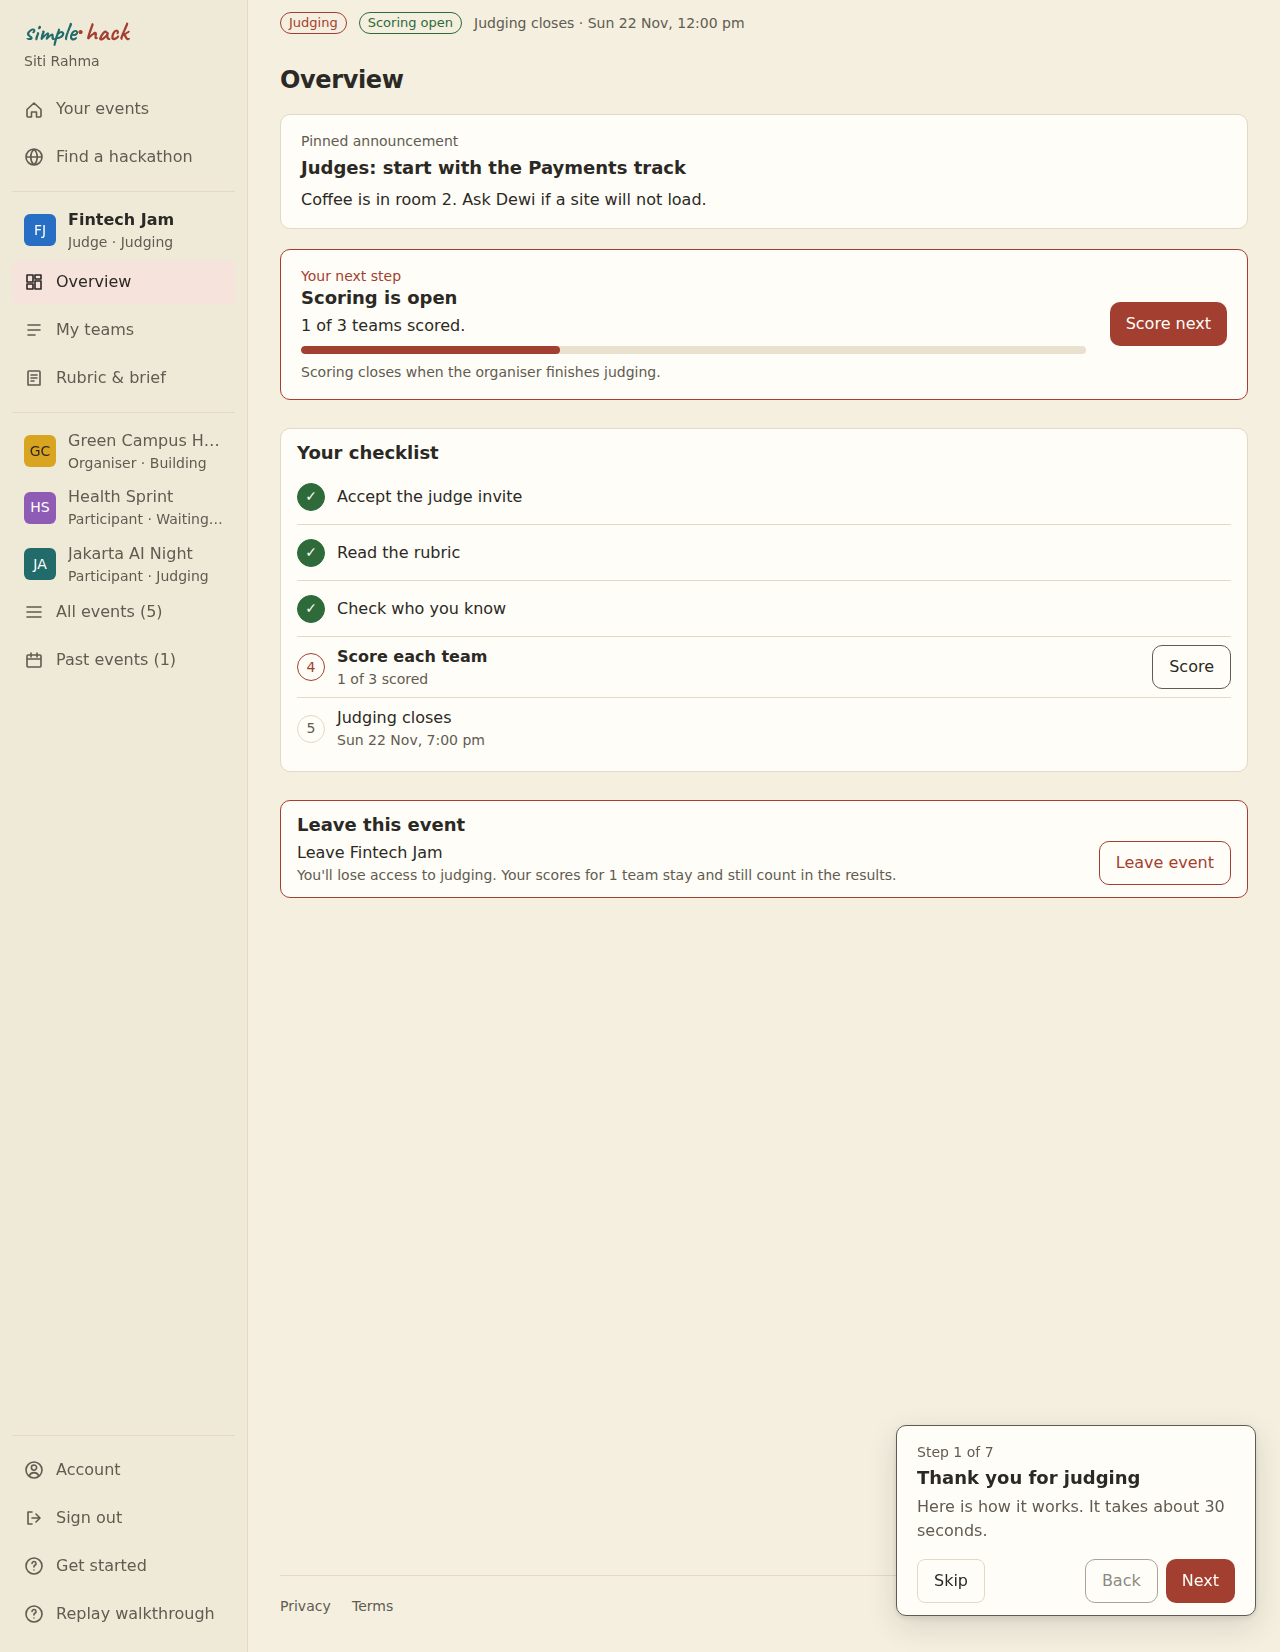 simple·hack
Siti Rahma
Your events
Find a hackathon
FJ
Fintech Jam
Judge · Judging
Overview
My teams
Rubric & brief
GC
Green Campus H…
Organiser · Building
HS
Health Sprint
Participant · Waiting…
JA
Jakarta AI Night
Participant · Judging
All events (5)
Past events (1)
Account
Sign out
Get started
Replay walkthrough
Judging
Scoring open
Judging closes · Sun 22 Nov, 12:00 pm
Overview
Pinned announcement
Judges: start with the Payments track
Coffee is in room 2. Ask Dewi if a site will not load.
Your next step
Scoring is open
1 of 3 teams scored.
Scoring closes when the organiser finishes judging.
Score next
Your checklist
✓ Accept the judge invite
✓ Read the rubric
✓ Check who you know
4 Score each team
1 of 3 scored
Score
5 Judging closes
Sun 22 Nov, 7:00 pm
Leave this event
Leave Fintech Jam
You'll lose access to judging. Your scores for 1 team stay and still count in the results.
Leave event
Step 1 of 7
Thank you for judging
Here is how it works. It takes about 30
seconds.
Skip
Back
Next
Privacy
Terms